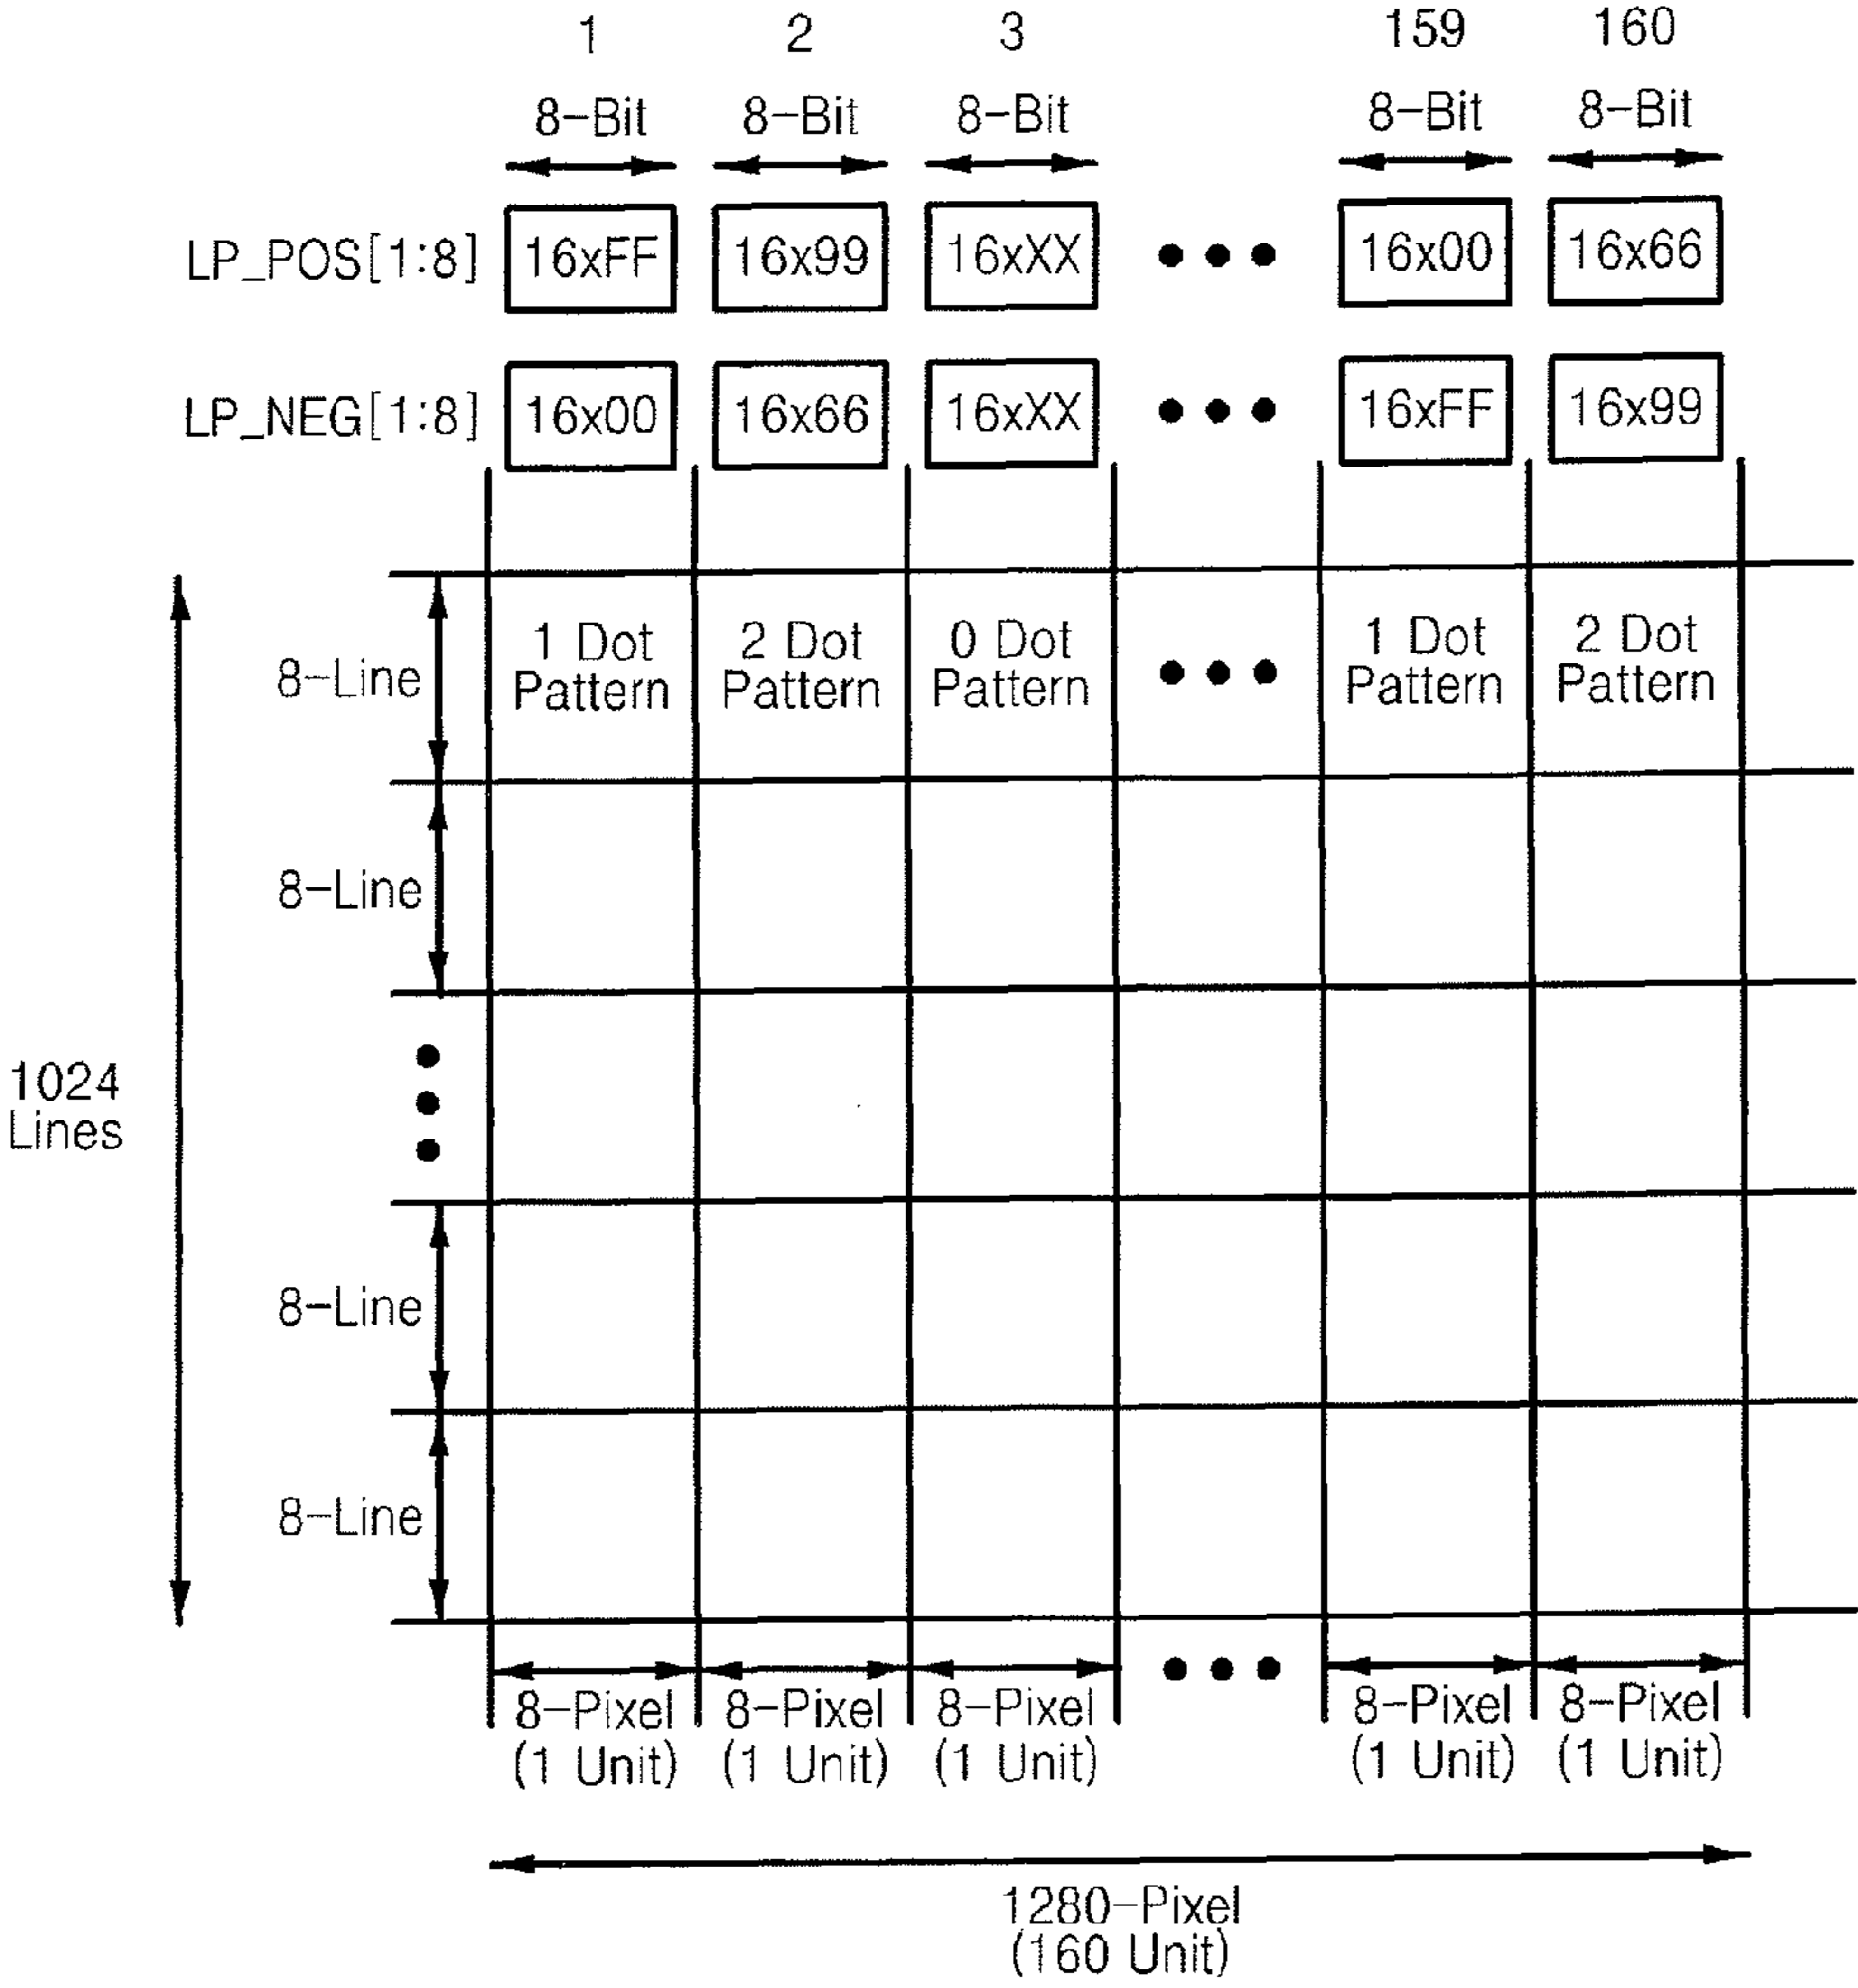 1 2 3 159 160
8-Bit 8-Bit 8-Bit 8-Bit 8-Bit
LP_POS[1:8] 16xFF 16x99 16xXX 16x00 16x66
LP_NEG[1:8] 16x00 16x66 16xXX 16xFF 16x99
8-Line
1 Dot
Pattern
2 Dot
Pattern
0 Dot
Pattern
1 Dot
Pattern
2 Dot
Pattern
8-Line
1024
Lines
8-Line
8-Line
8-Pixel
(1 Unit)
8-Pixel
(1 Unit)
8-Pixel
(1 Unit)
8-Pixel
(1 Unit)
8-Pixel
(1 Unit)
1280-Pixel
(160 Unit)